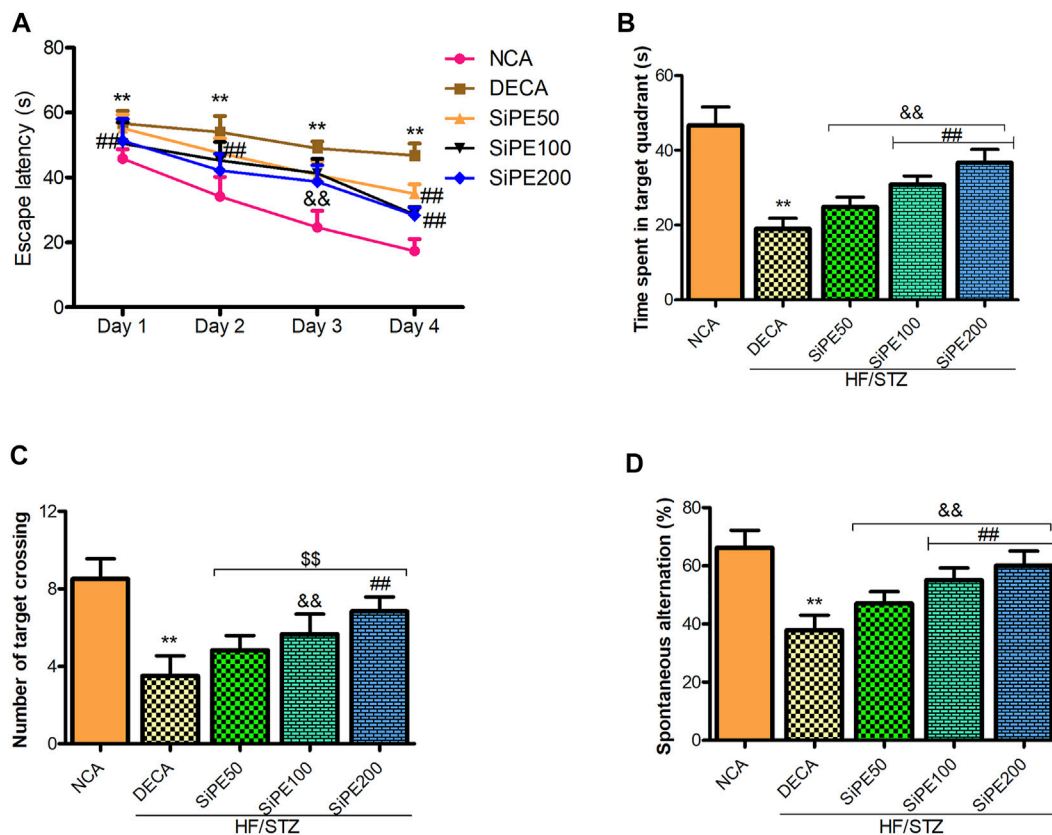 A
Escape latency (s)
80
60
40
20
0
**
**
**
**
##
##
&&
##
##
Day 1 Day 2 Day 3 Day 4
NCA
DECA
SiPE50
SiPE100
SiPE200
B
Time spent in target quadrant (s)
60
40
20
0
**
&&
##
NCA DECA SiPE50 SiPE100 SiPE200
HF/STZ
C
Number of target crossing
12
8
4
0
**
$$
&&
##
NCA DECA SiPE50 SiPE100 SiPE200
HF/STZ
D
Spontaneous alternation (%)
80
60
40
20
0
**
&&
##
NCA DECA SiPE50 SiPE100 SiPE200
HF/STZ